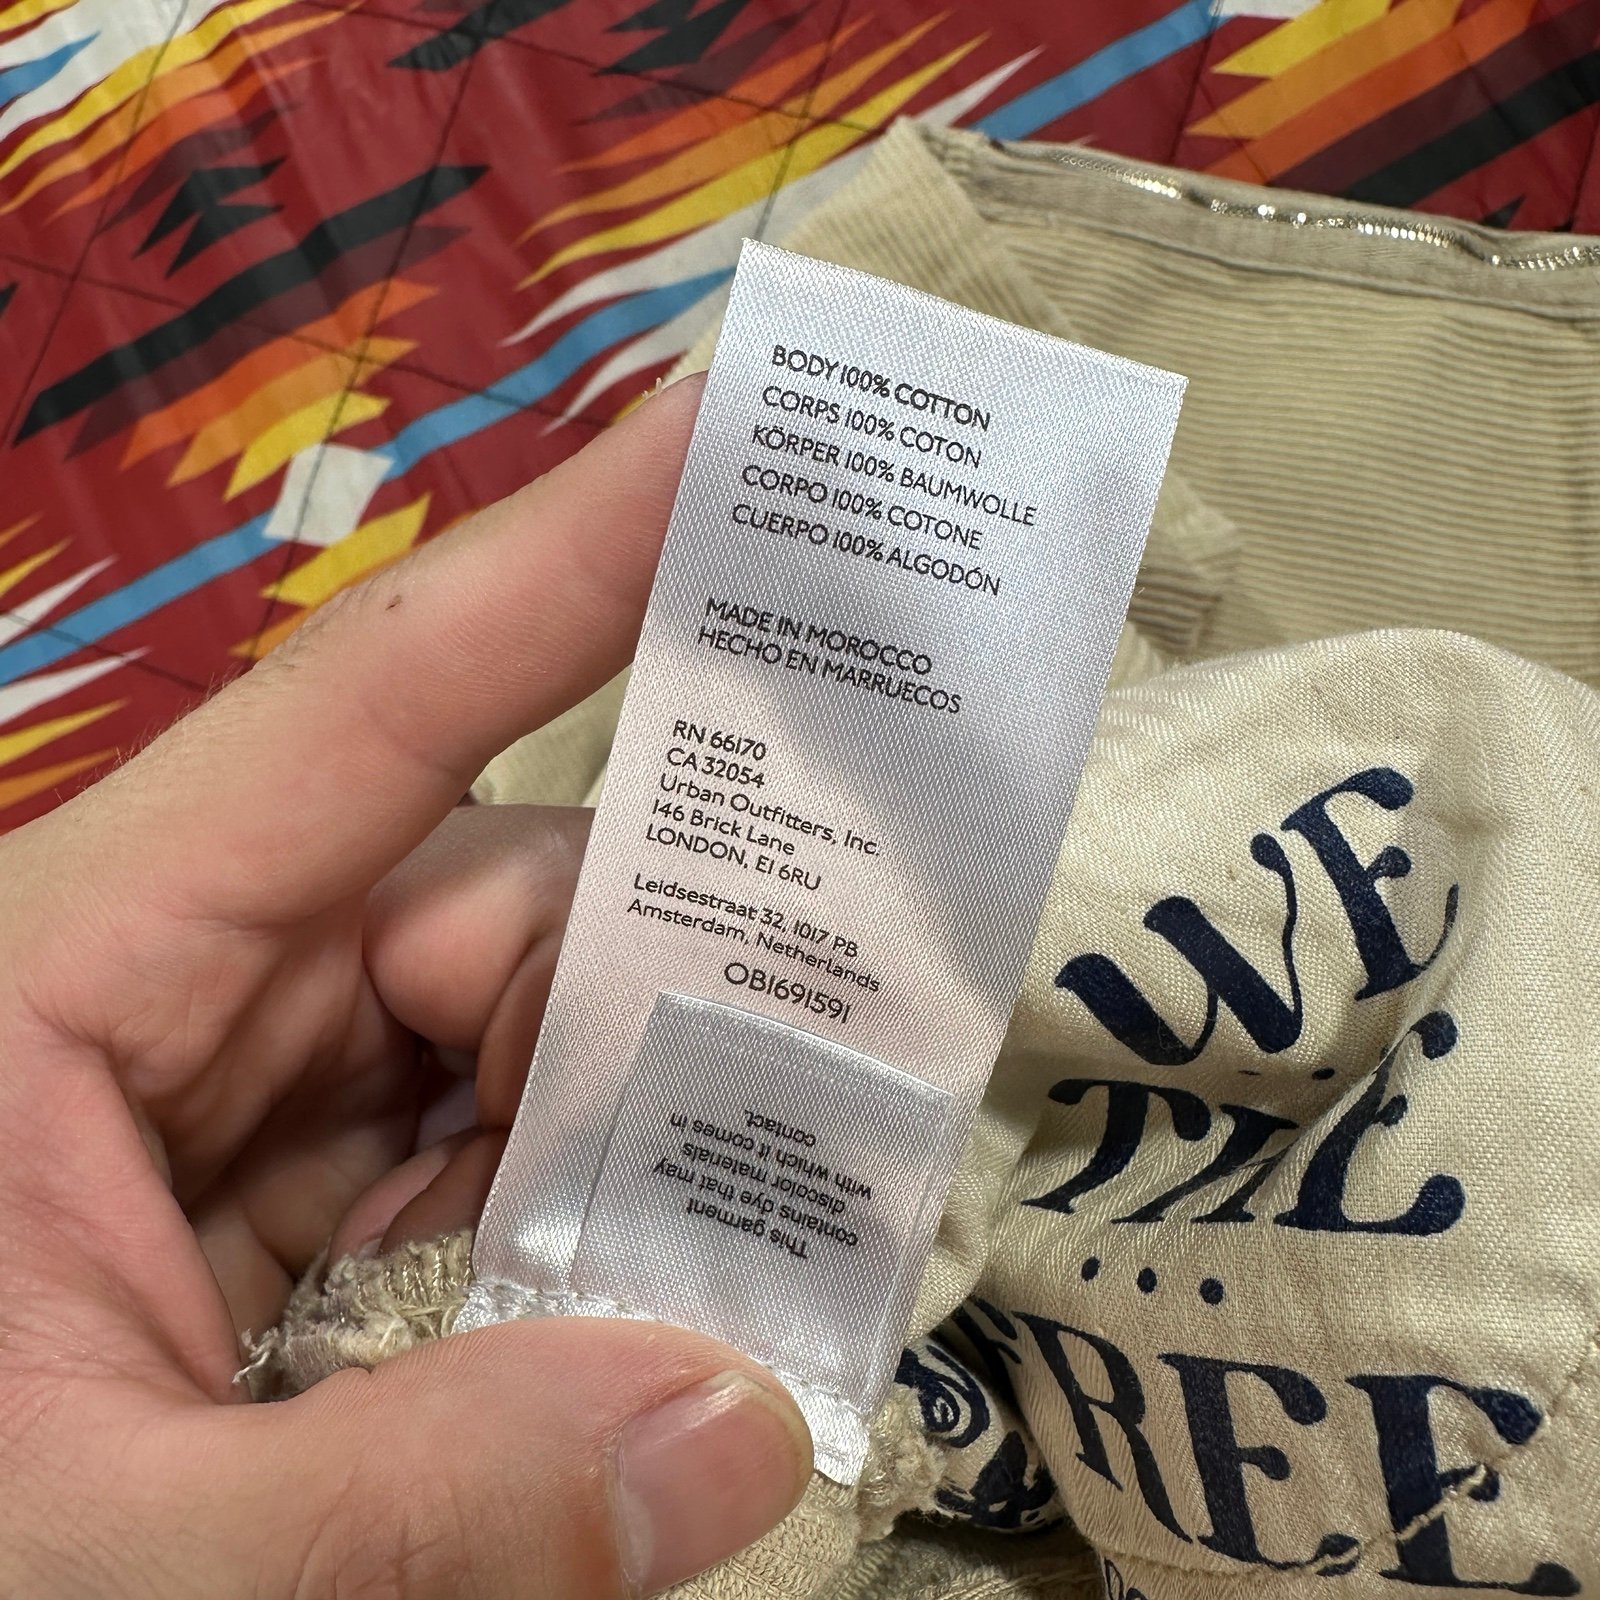 BODY 100% COTTON
CORPS 100% COTON
KÖRPER 100% BAUMWOLLE
CORPO 100% COTONE
CUERPO 100% ALGODÓN
MADE IN MOROCCO
HECHO EN MARRUECOS
RN 66170
CA 32054
Urban Outfitters, Inc.
146 Brick Lane
LONDON, E1 6RU
Leidsestraat 32, 1017 PB
Amsterdam, Netherlands
OB1691591
This garment
contains dye that may
discolor materials
with which it comes in
contact.
WE
THE
FREE